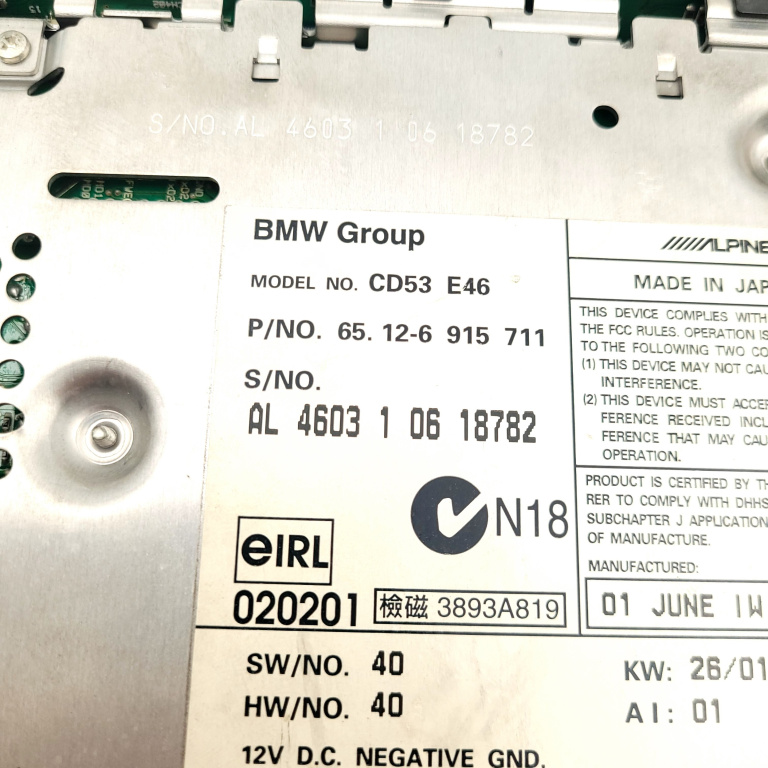 S/NO. AL 4603 1 06 18782
BMW Group
MODEL NO. CD53 E46
P/NO. 65. 12-6 915 711
S/NO.
AL 4603 1 06 18782
N18
eIRL
020201
檢磁 3893A819
SW/NO. 40
HW/NO. 40
12V D.C. NEGATIVE GND.
ALPINE
MADE IN JAP
THIS DEVICE COMPLIES WITH
THE FCC RULES. OPERATION IS
TO THE FOLLOWING TWO CO
(1) THIS DEVICE MAY NOT CAU
INTERFERENCE.
(2) THIS DEVICE MUST ACCE
FERENCE RECEIVED INCL
FERENCE THAT MAY CAU
OPERATION.
PRODUCT IS CERTIFIED BY TH
RER TO COMPLY WITH DHHS
SUBCHAPTER J APPLICATION
OF MANUFACTURE.
MANUFACTURED:
01 JUNE 1W
KW: 26/01
AI: 01